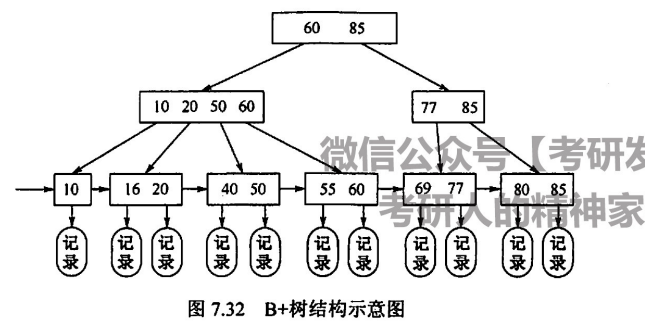 60 85
10 20 50 60 77 85
微信公众号【考研发
10 16 20 40 50 55 60 69 77 80 85
考研人的精神家
记录 记录 记录 记录 记录 记录 记录 记录 记录 记录 记录
图 7.32 B+树结构示意图